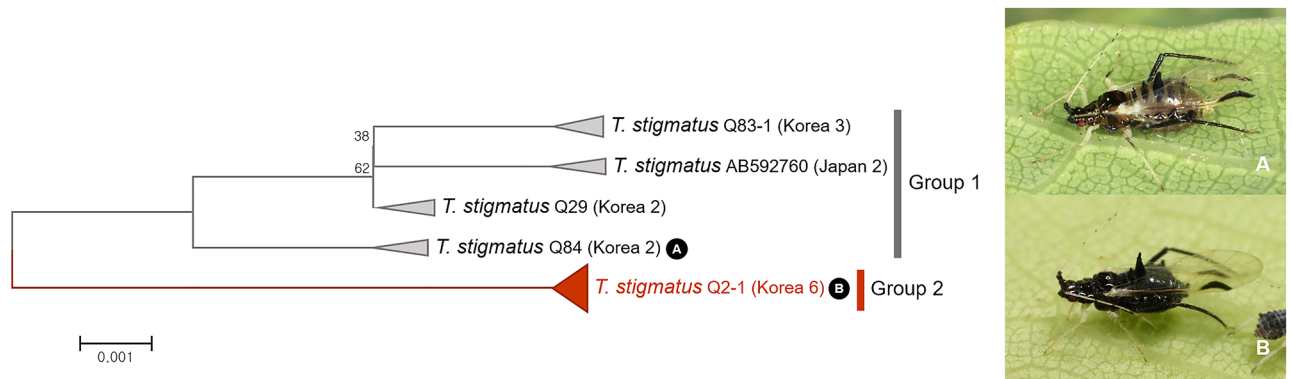 38
T. stigmatus Q83-1 (Korea 3)
62
T. stigmatus AB592760 (Japan 2)
Group 1
T. stigmatus Q29 (Korea 2)
T. stigmatus Q84 (Korea 2) A
T. stigmatus Q2-1 (Korea 6) B
Group 2
0.001
A
B